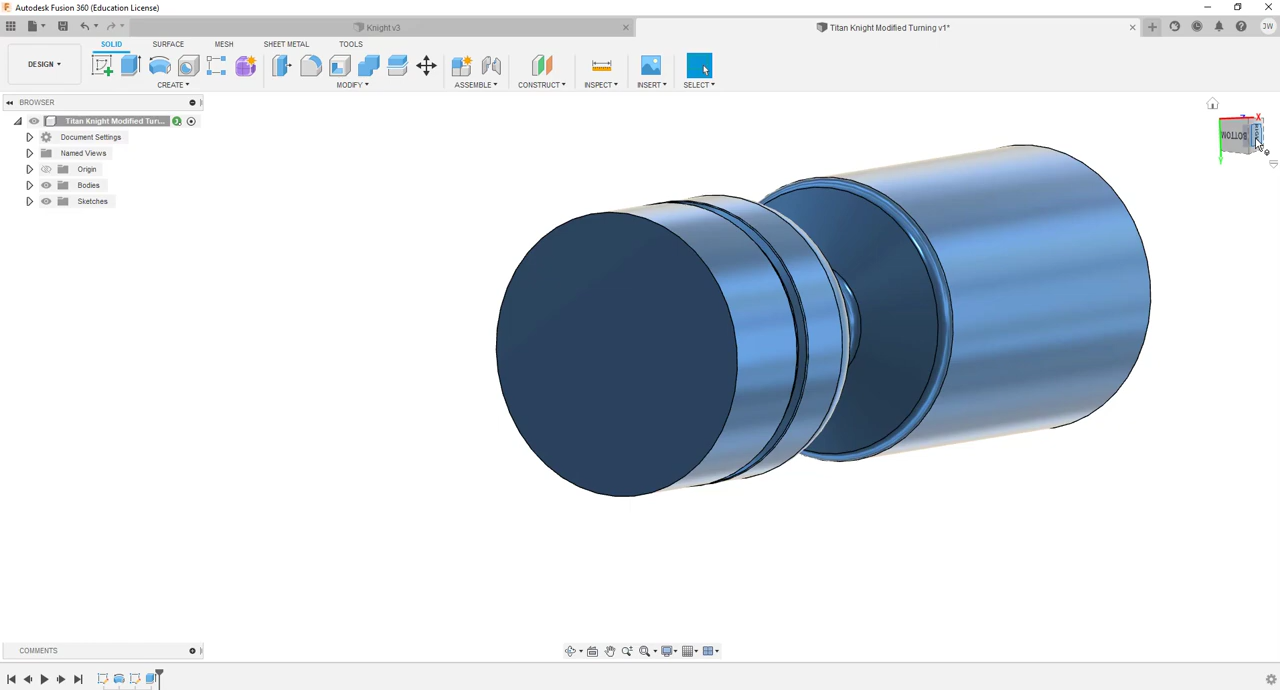 Autodesk Fusion 360 (Education License)
Knight v3
Titan Knight Modified Turning v1*
JW
DESIGN
SOLID
SURFACE
MESH
SHEET METAL
TOOLS
CREATE
MODIFY
ASSEMBLE
CONSTRUCT
INSPECT
INSERT
SELECT
BROWSER
Titan Knight Modified Turn...
Document Settings
Named Views
Origin
Bodies
Sketches
X
BOTTOM
COMMENTS